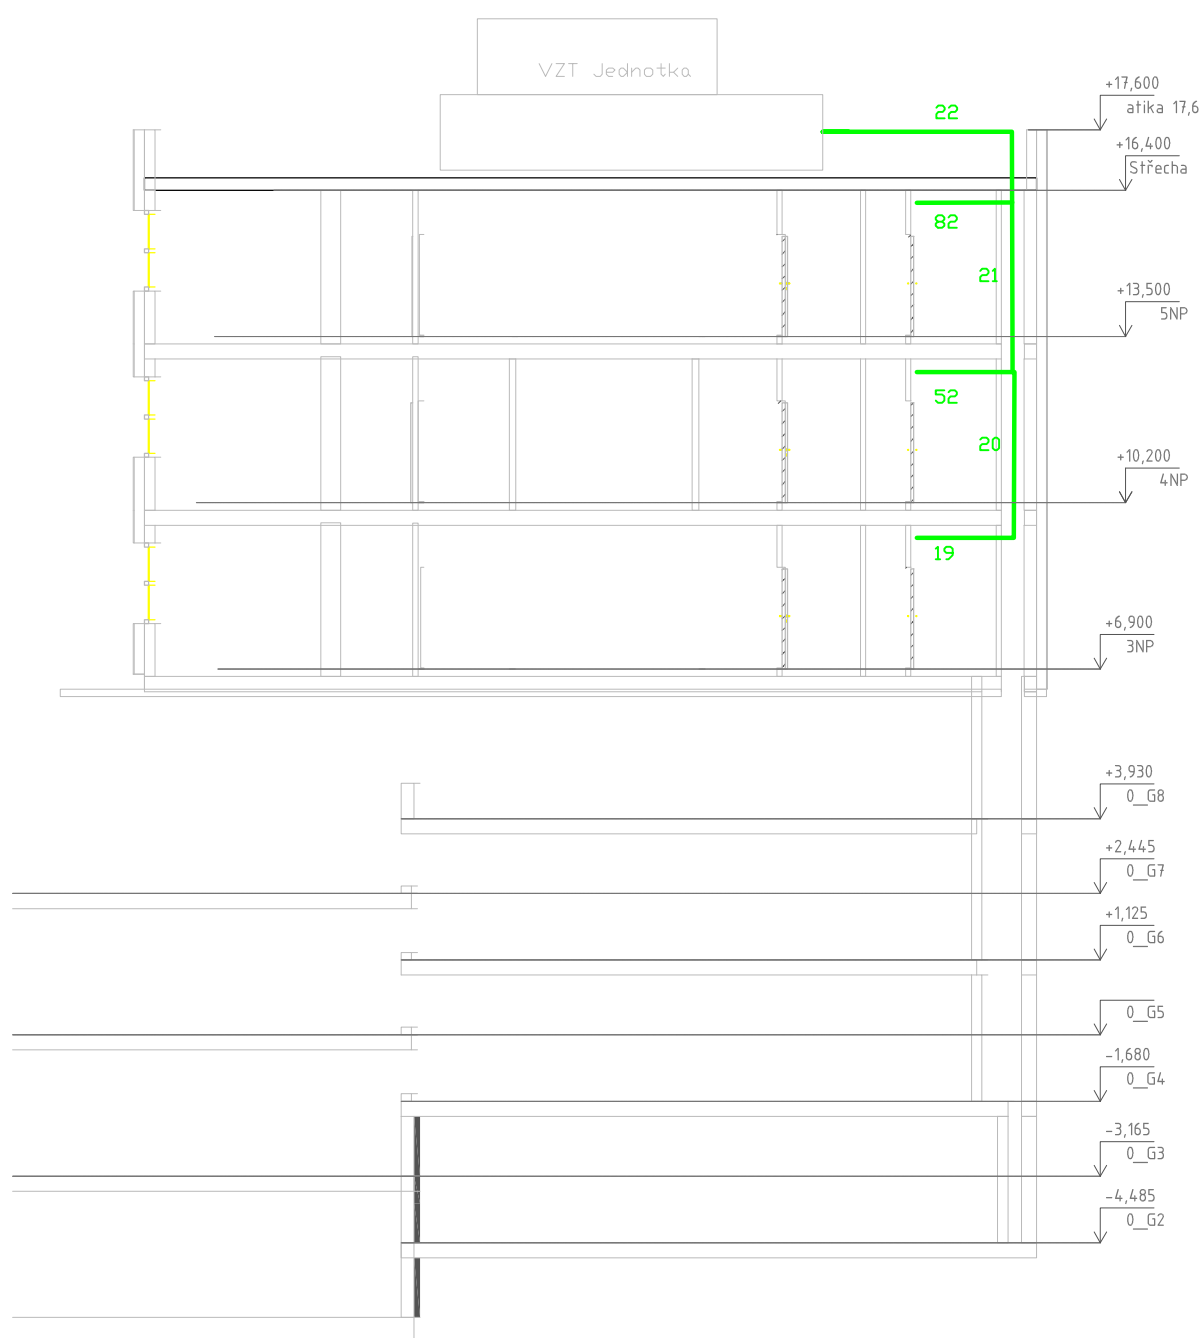 VZT Jednotka
+17,600
atika 17,6
22
+16,400
Střecha
82
21
+13,500
5NP
52
20
+10,200
4NP
19
+6,900
3NP
+3,930
0_G8
+2,445
0_G7
+1,125
0_G6
0_G5
-1,680
0_G4
-3,165
0_G3
-4,485
0_G2